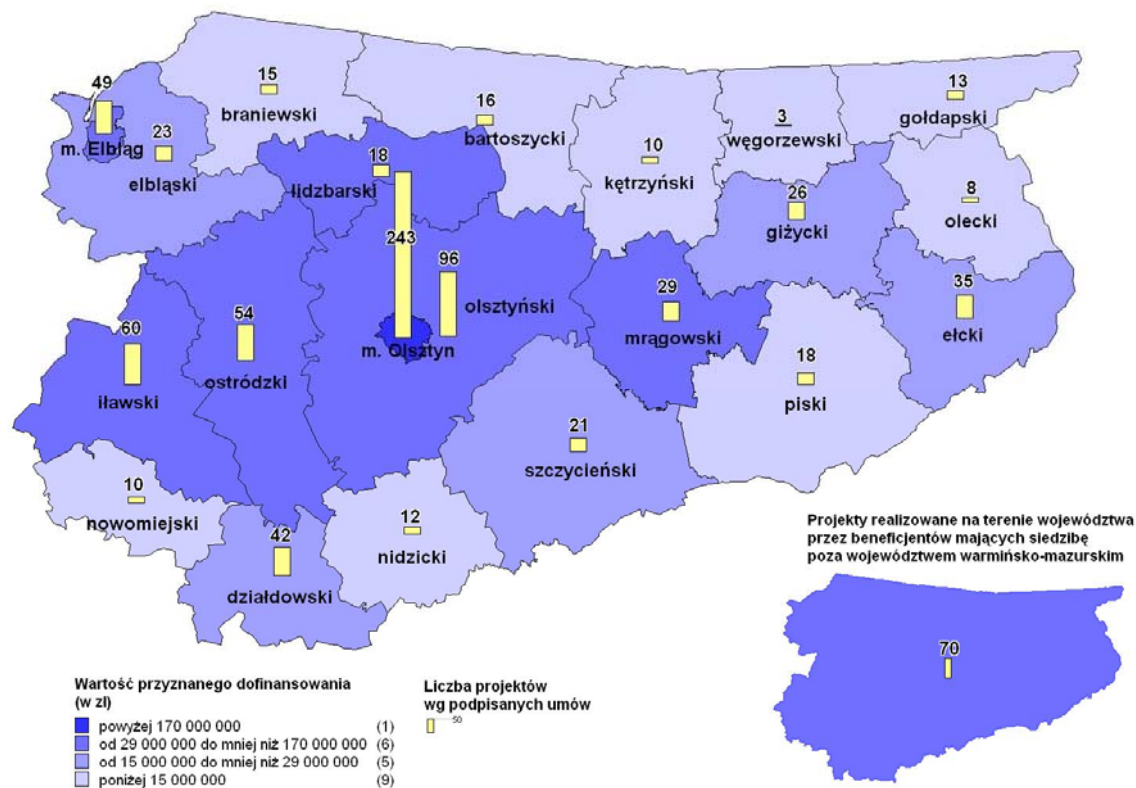 49
m. Elbląg
23
elbląski
15
braniewski
16
bartoszycki
10
kętrzyński
3
węgorzewski
13
gołdapski
18
lidzbarski
243
m. Olsztyn
96
olsztyński
26
giżycki
8
olecki
29
mrągowski
35
ełcki
60
iławski
54
ostródzki
18
piski
21
szczycieński
10
nowomiejski
12
nidzicki
42
działdowski
Projekty realizowane na terenie województwa
przez beneficjentów mających siedzibę
poza województwem warmińsko-mazurskim
70
Wartość przyznanego dofinansowania
(w zł)
powyżej 170 000 000 (1)
od 29 000 000 do mniej niż 170 000 000 (6)
od 15 000 000 do mniej niż 29 000 000 (5)
poniżej 15 000 000 (9)
Liczba projektów
wg podpisanych umów
50